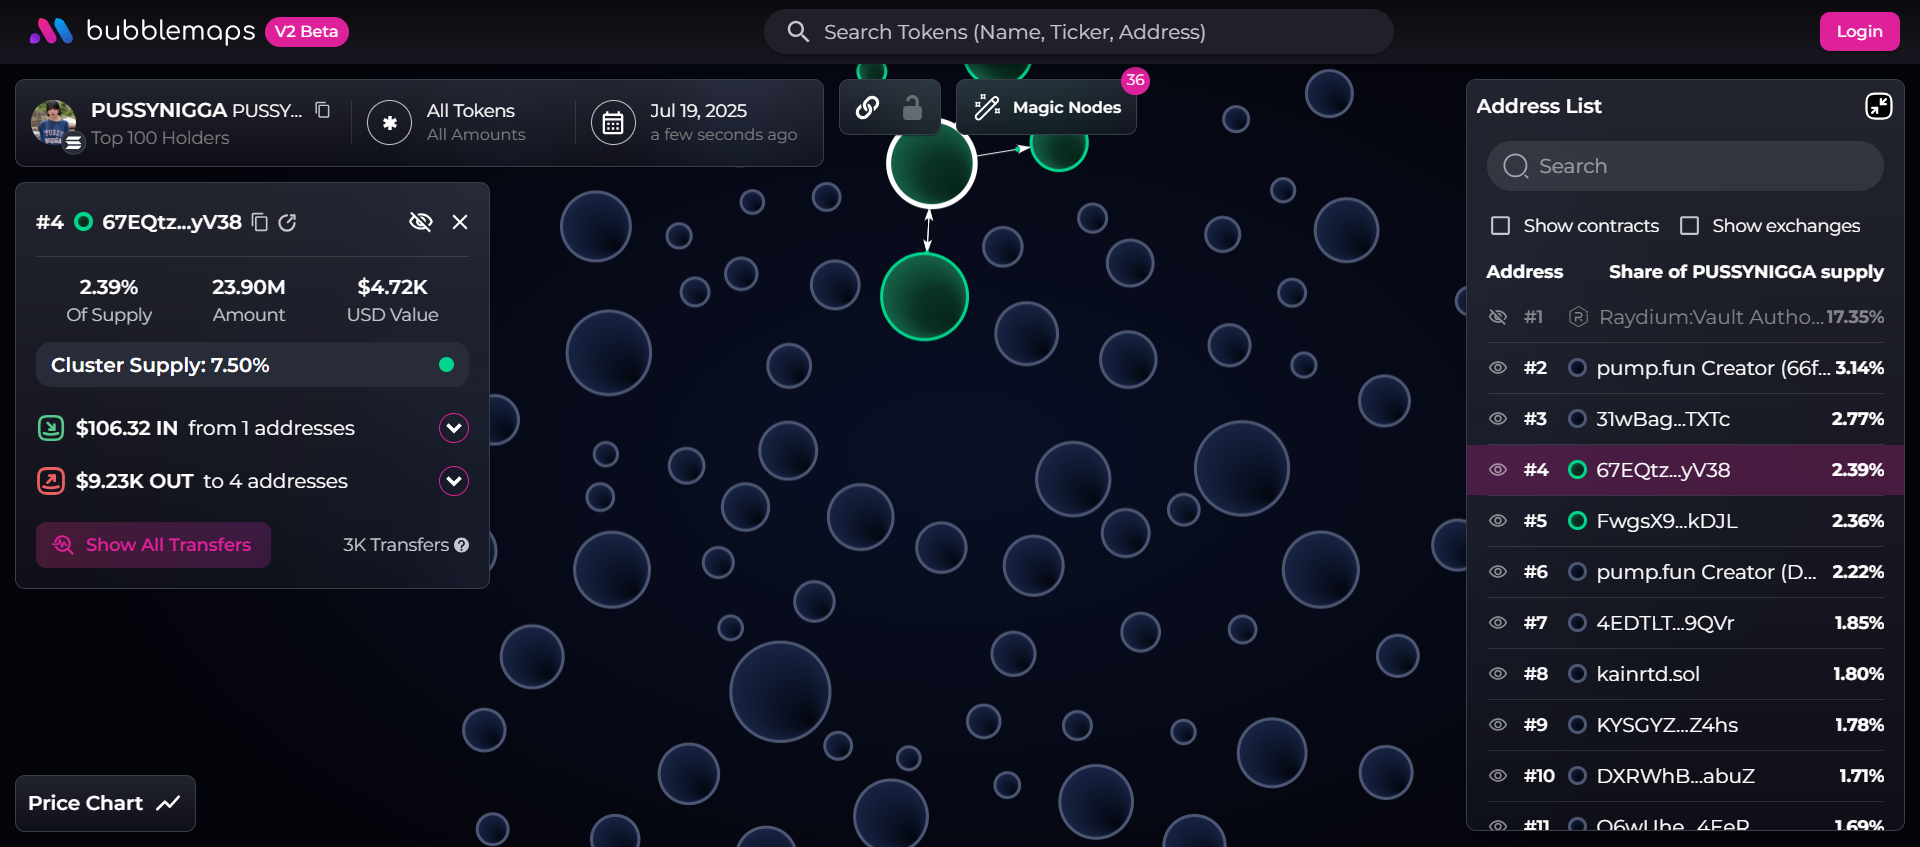 bubblemaps V2 Beta
Search Tokens (Name, Ticker, Address)
Login
PUSSYNIGGA PUSSY...
Top 100 Holders
All Tokens
All Amounts
Jul 19, 2025
a few seconds ago
Magic Nodes
36
#4 67EQtz...yV38
2.39%
Of Supply
23.90M
Amount
$4.72K
USD Value
Cluster Supply: 7.50%
$106.32 IN from 1 addresses
$9.23K OUT to 4 addresses
Show All Transfers
3K Transfers ?
Price Chart
Address List
Search
Show contracts
Show exchanges
Address Share of PUSSYNIGGA supply
#1 Raydium:Vault Autho... 17.35%
#2 pump.fun Creator (66f... 3.14%
#3 31wBag...TXTc 2.77%
#4 67EQtz...yV38 2.39%
#5 FwgsX9...kDJL 2.36%
#6 pump.fun Creator (D... 2.22%
#7 4EDTLT...9QVr 1.85%
#8 kainrtd.sol 1.80%
#9 KYSGYZ...Z4hs 1.78%
#10 DXRWhB...abuZ 1.71%
#11 1.69%